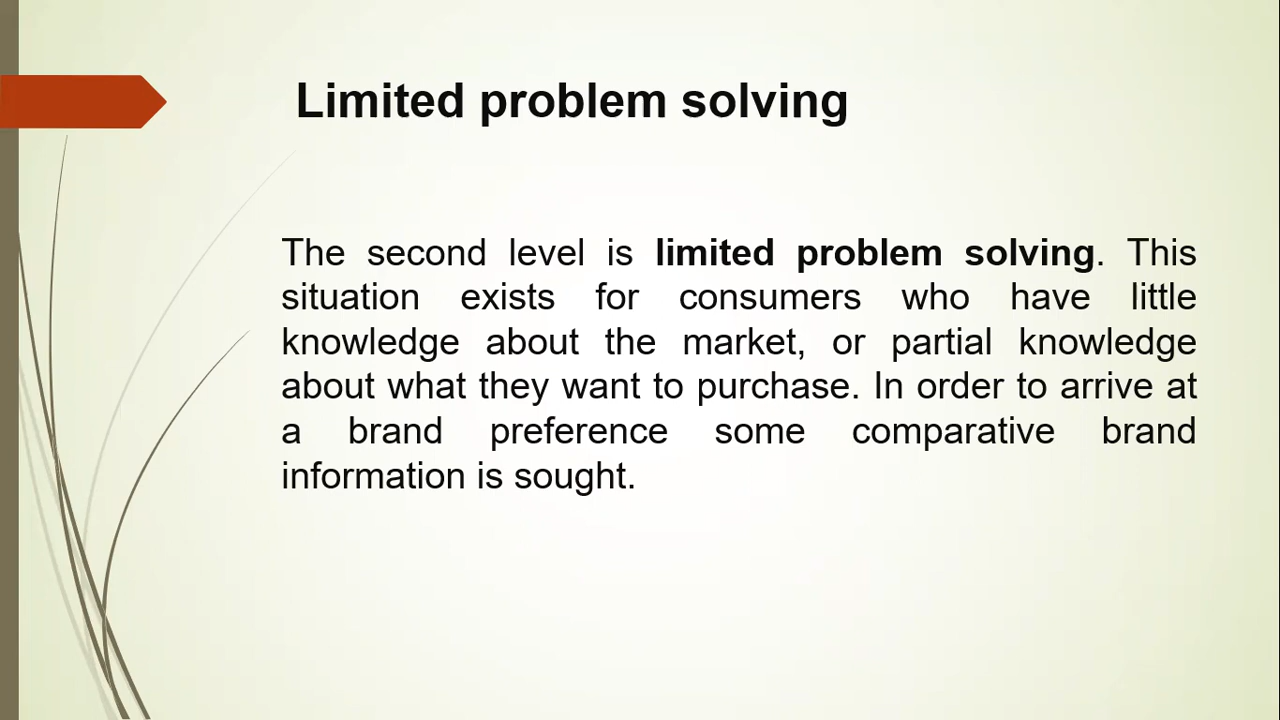 Limited problem solving
The second level is limited problem solving. This
situation exists for consumers who have little
knowledge about the market, or partial knowledge
about what they want to purchase. In order to arrive at
a brand preference some comparative brand
information is sought.